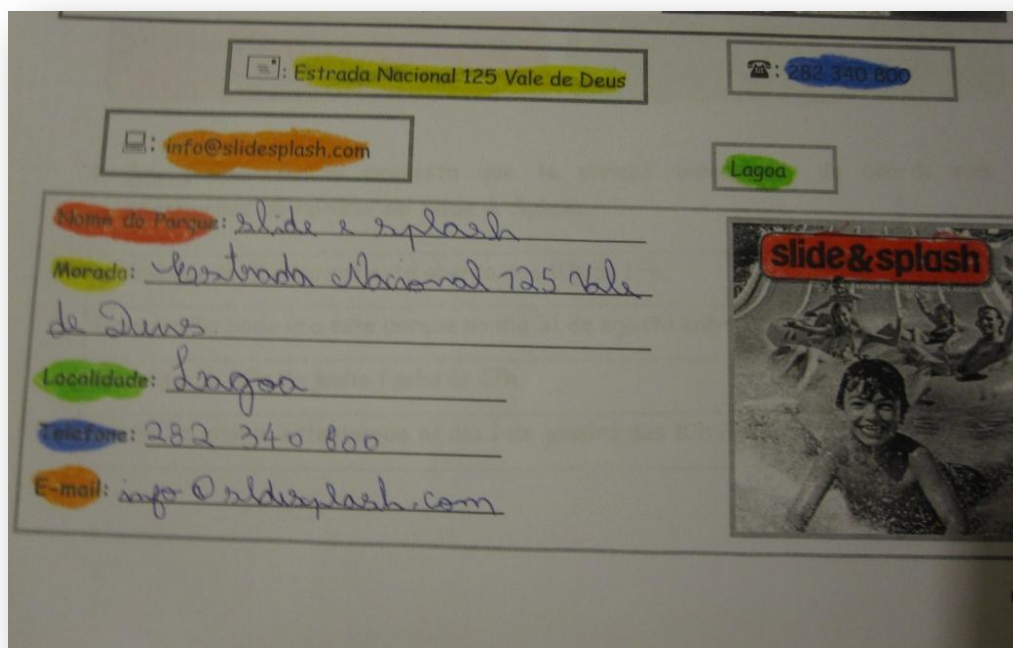 Estrada Nacional 125 Vale de Deus
282 340 800
info@slidesplash.com
Lagoa
Nome do Parque: slide e splash
slide&splash
Morada: Estrada Nacional 125 Vale
de Deus
Localidade: Lagoa
Telefone: 282 340 800
E-mail: info@sldesplash.com